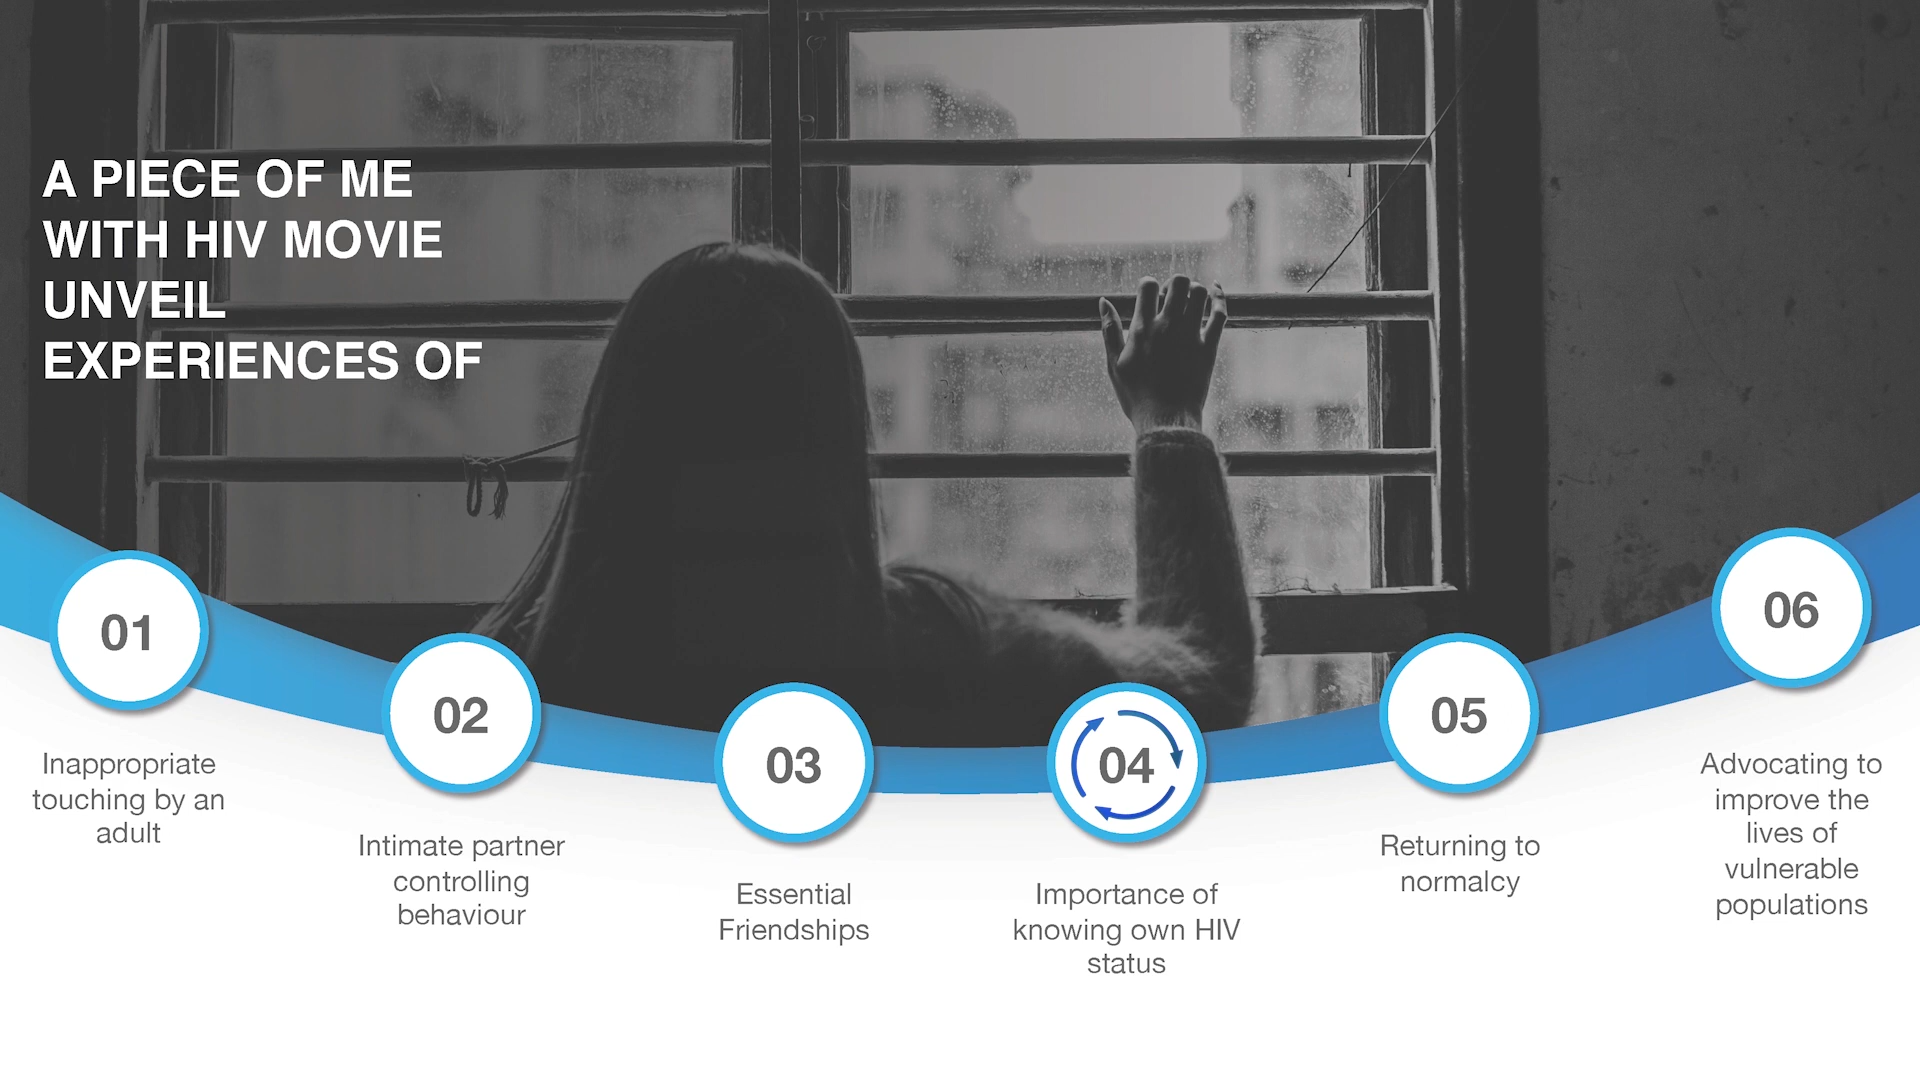 A PIECE OF ME
WITH HIV MOVIE
UNVEIL
EXPERIENCES OF
01
Inappropriate
touching by an
adult
02
Intimate partner
controlling
behaviour
03
Essential
Friendships
04
Importance of
knowing own HIV
status
05
Returning to
normalcy
06
Advocating to
improve the
lives of
vulnerable
populations